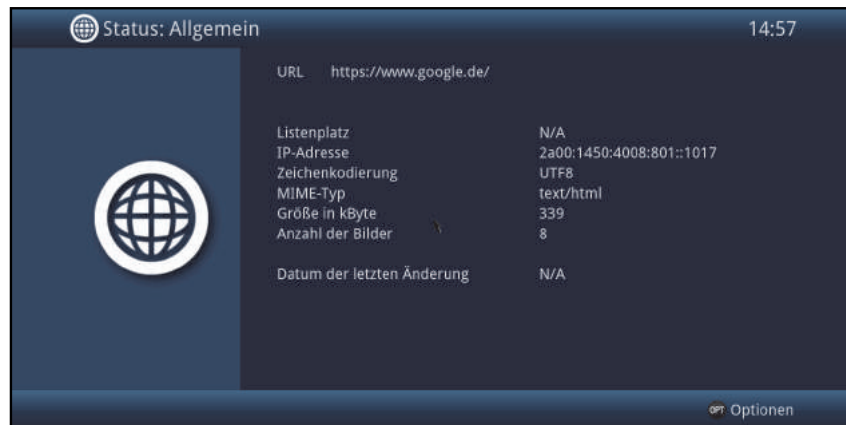 Status: Allgemein 14:57
URL https://www.google.de/
Listenplatz N/A
IP-Adresse 2a00:1450:4008:801::1017
Zeichenkodierung UTF8
MIME-Typ text/html
Größe in kByte 339
Anzahl der Bilder 8
Datum der letzten Änderung N/A
OPT Optionen